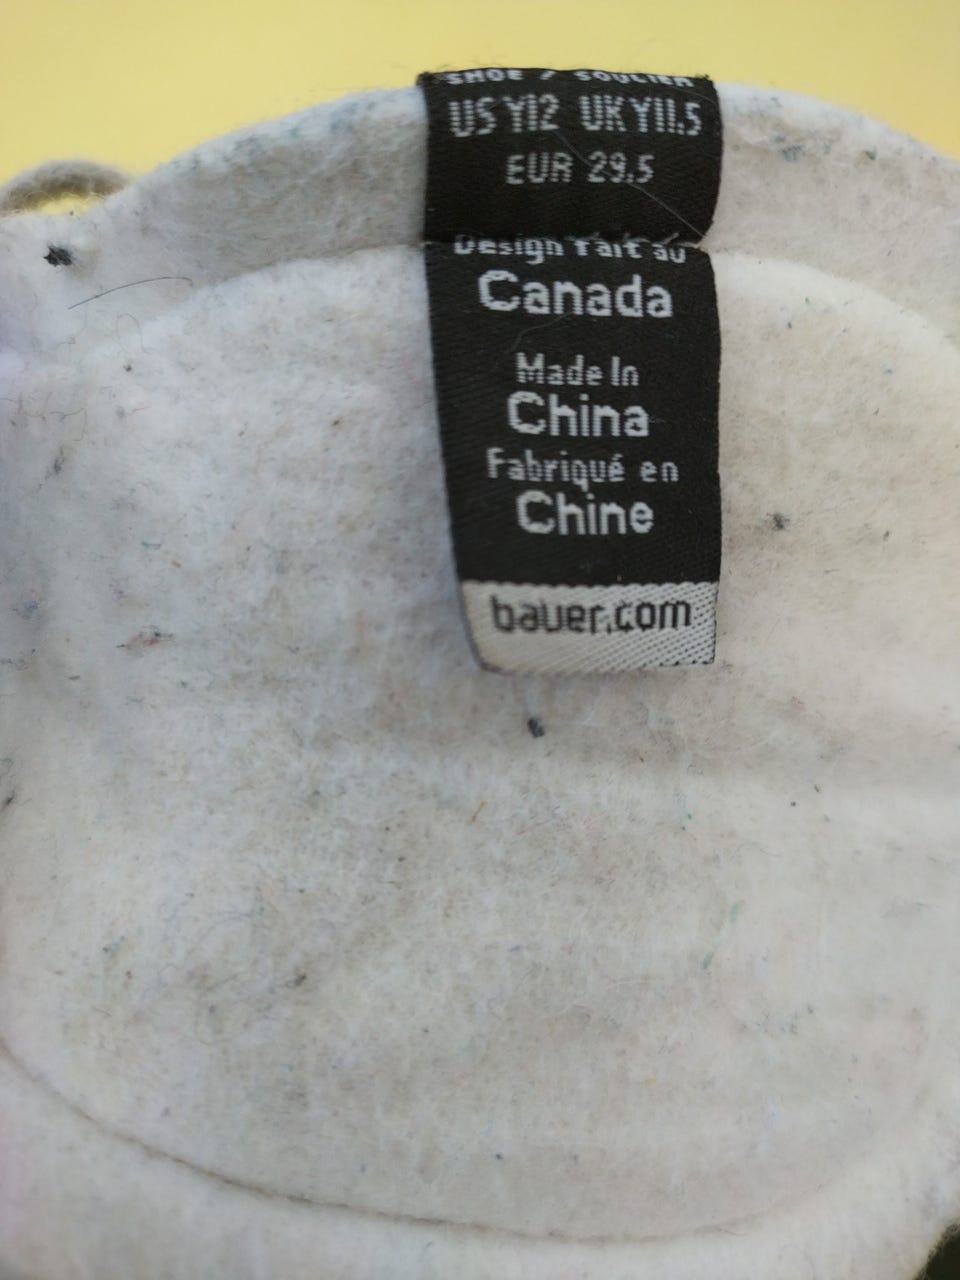 SHOE / SOULIER
US Y12 UK Y11.5
EUR 29.5
Design fait au
Canada
Made In
China
Fabriqué en
Chine
bauer.com